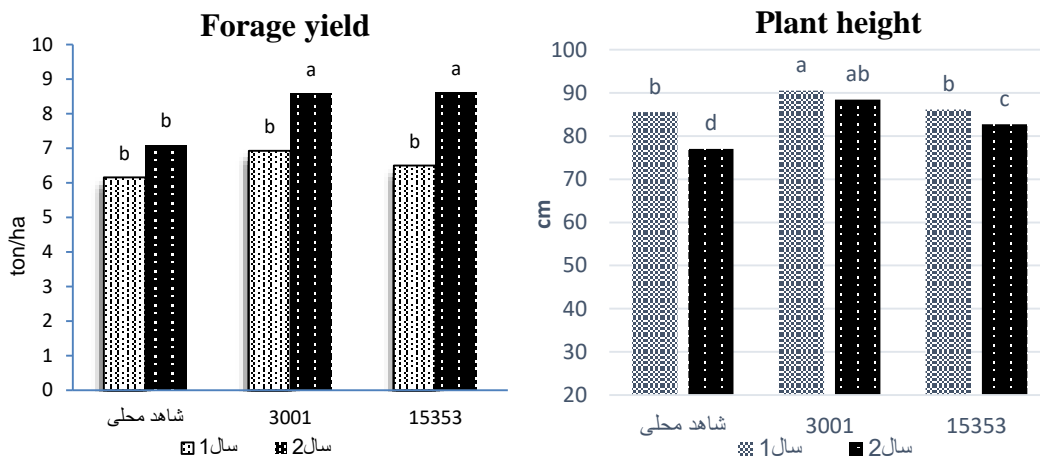 Forage yield
10
9
8
7
6
5
4
3
2
1
0
ton/ha
b
b
b
a
b
a
شاهد محلی
3001
15353
سال1
سال2
Plant height
100
90
80
70
60
50
40
30
20
cm
b
d
a
ab
b
c
شاهد محلی
3001
15353
سال1
سال2